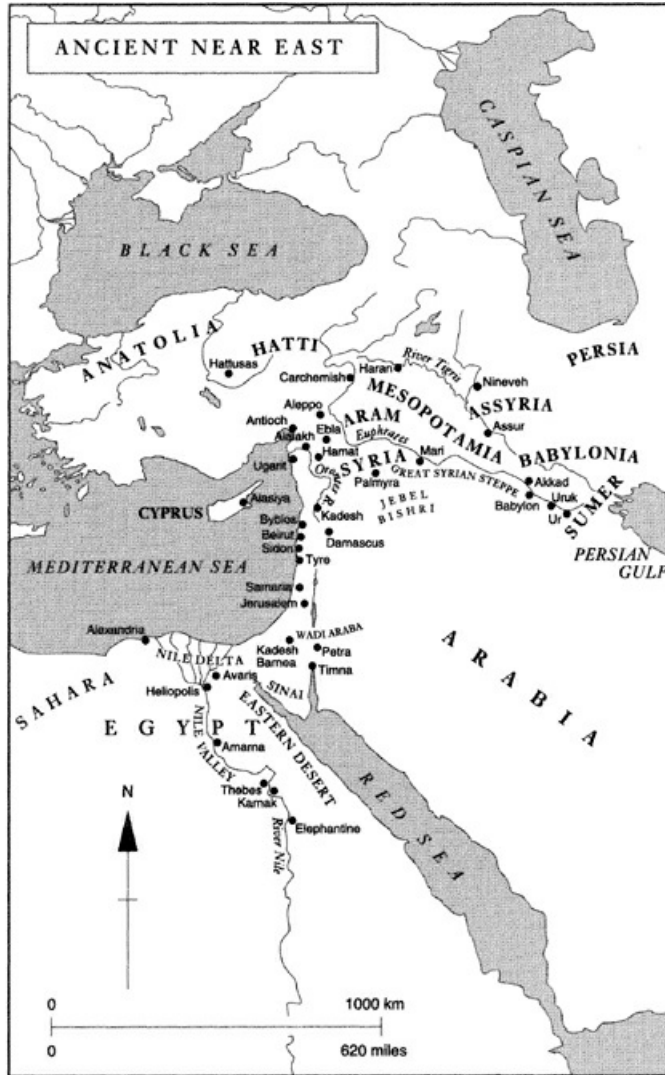 ANCIENT NEAR EAST
CASPIAN SEA
BLACK SEA
ANATOLIA
HATTI
PERSIA
Hattusas
Haran
River Tigris
Carchemish
Nineveh
MESOPOTAMIA
ASSYRIA
Aleppo
ARAM
Antioch
Ebla
Euphrates
Assur
Alalakh
Hamat
BABYLONIA
Ugarit
Orontes R
SYRIA
Mari
Palmyra
GREAT SYRIAN STEPPE
Akkad
JEBEL
BISHRI
Babylon
Uruk
Ur
SUMER
Alasiya
CYPRUS
Kadesh
Byblos
Beirut
Damascus
Sidon
PERSIAN
GULF
MEDITERRANEAN SEA
Tyre
Samaria
Jerusalem
Alexandria
WADI ARABA
NILE DELTA
Kadesh
Barnea
Petra
ARABIA
SAHARA
Avaris
Timna
Heliopolis
SINAI
EGYPT
NILE
VALLEY
EASTERN DESERT
Amarna
RED SEA
Thebes
Karnak
N
River Nile
Elephantine
0 1000 km
0 620 miles